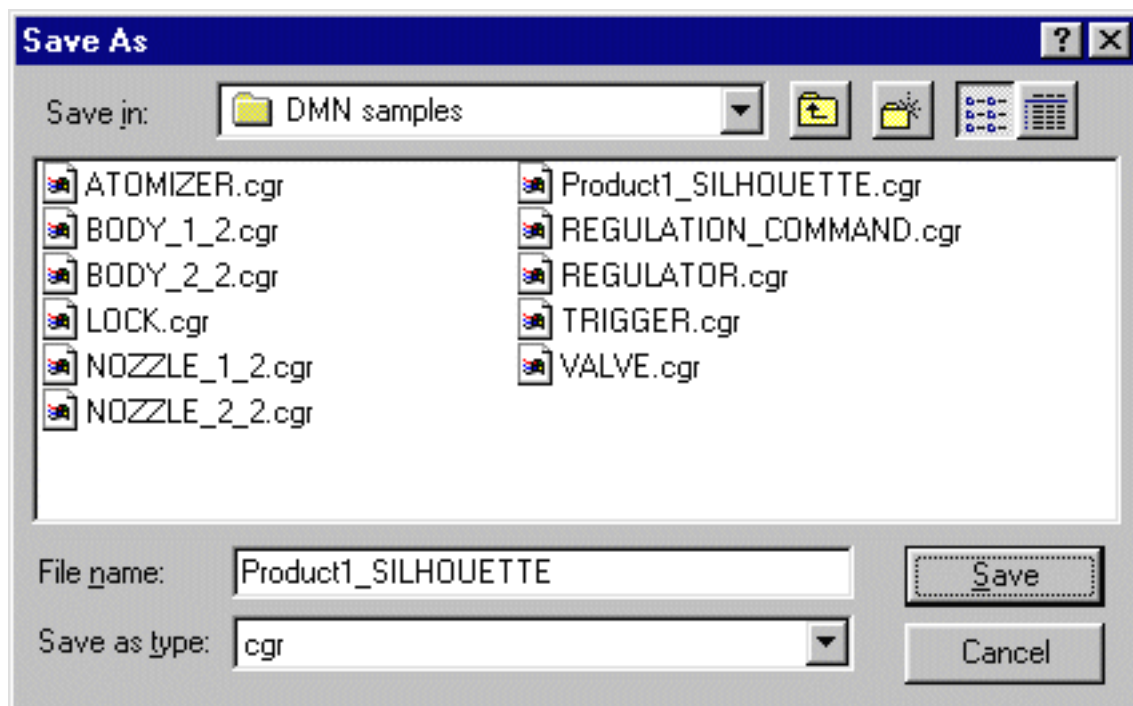 Save As
Save in: DMN samples
ATOMIZER.cgr
BODY_1_2.cgr
BODY_2_2.cgr
LOCK.cgr
NOZZLE_1_2.cgr
NOZZLE_2_2.cgr
Product1_SILHOUETTE.cgr
REGULATION_COMMAND.cgr
REGULATOR.cgr
TRIGGER.cgr
VALVE.cgr
File name: Product1_SILHOUETTE
Save
Save as type: cgr
Cancel